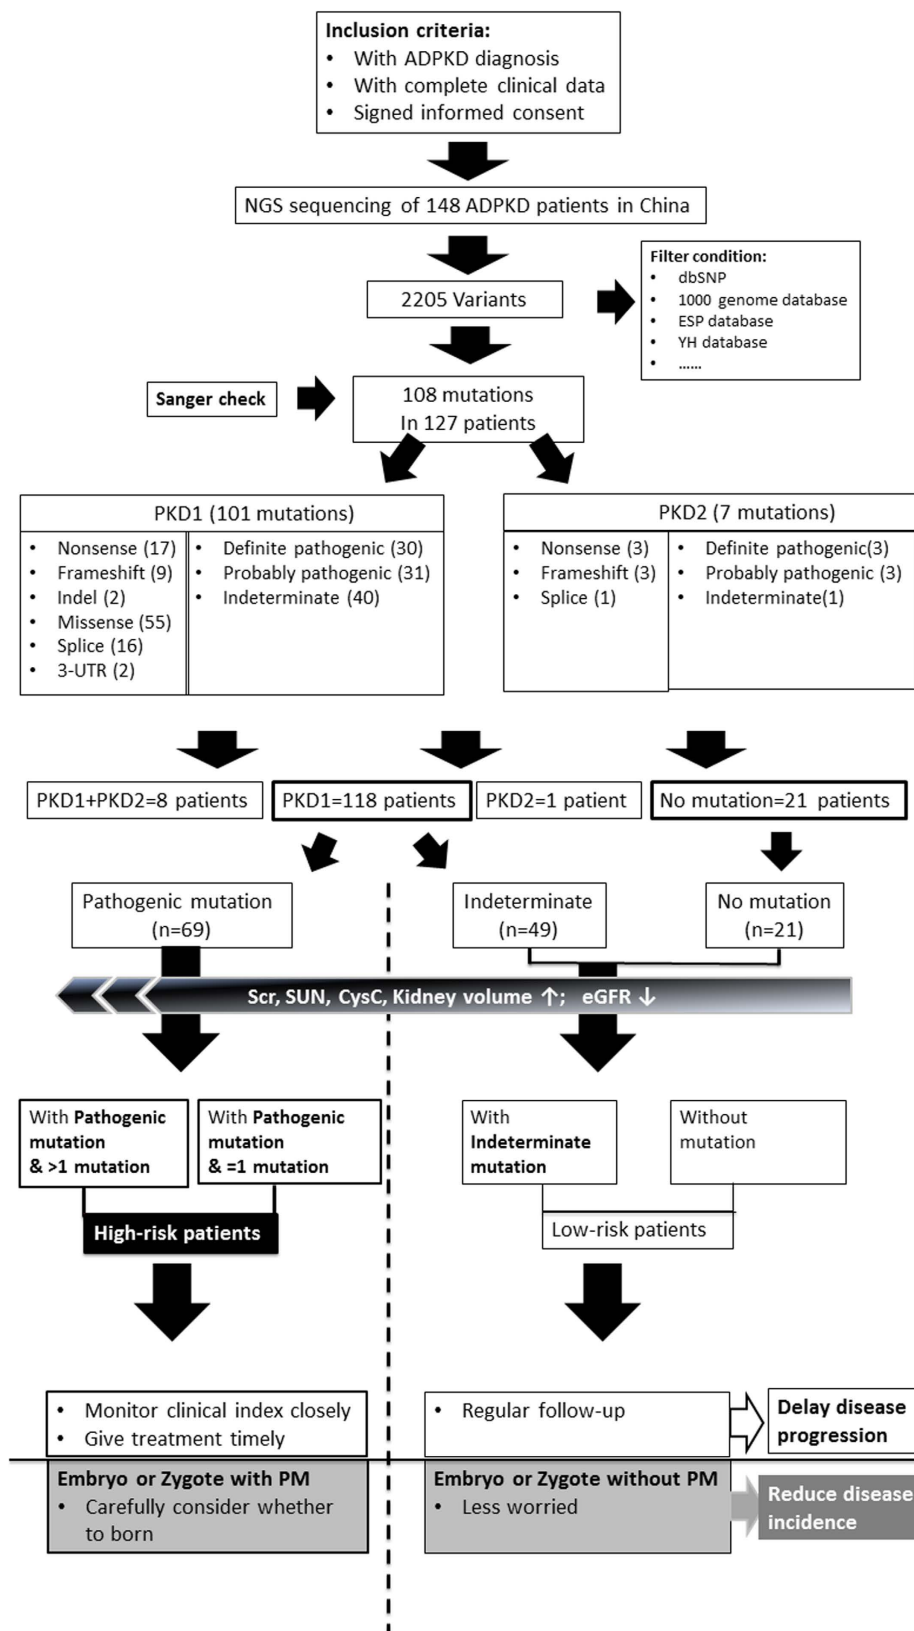 Inclusion criteria:
• With ADPKD diagnosis
• With complete clinical data
• Signed informed consent
NGS sequencing of 148 ADPKD patients in China
2205 Variants
Filter condition:
• dbSNP
• 1000 genome database
• ESP database
• YH database
• ......
Sanger check
108 mutations
In 127 patients
PKD1 (101 mutations)
• Nonsense (17)
• Frameshift (9)
• Indel (2)
• Missense (55)
• Splice (16)
• 3-UTR (2)
• Definite pathogenic (30)
• Probably pathogenic (31)
• Indeterminate (40)
PKD2 (7 mutations)
• Nonsense (3)
• Frameshift (3)
• Splice (1)
• Definite pathogenic(3)
• Probably pathogenic (3)
• Indeterminate(1)
PKD1+PKD2=8 patients
PKD1=118 patients
PKD2=1 patient
No mutation=21 patients
Pathogenic mutation
(n=69)
Indeterminate
(n=49)
No mutation
(n=21)
Scr, SUN, CysC, Kidney volume ↑; eGFR ↓
With Pathogenic
mutation
& >1 mutation
With Pathogenic
mutation
& =1 mutation
With
Indeterminate
mutation
Without
mutation
High-risk patients
Low-risk patients
• Monitor clinical index closely
• Give treatment timely
• Regular follow-up
Delay disease
progression
Embryo or Zygote with PM
• Carefully consider whether
to born
Embryo or Zygote without PM
• Less worried
Reduce disease
incidence